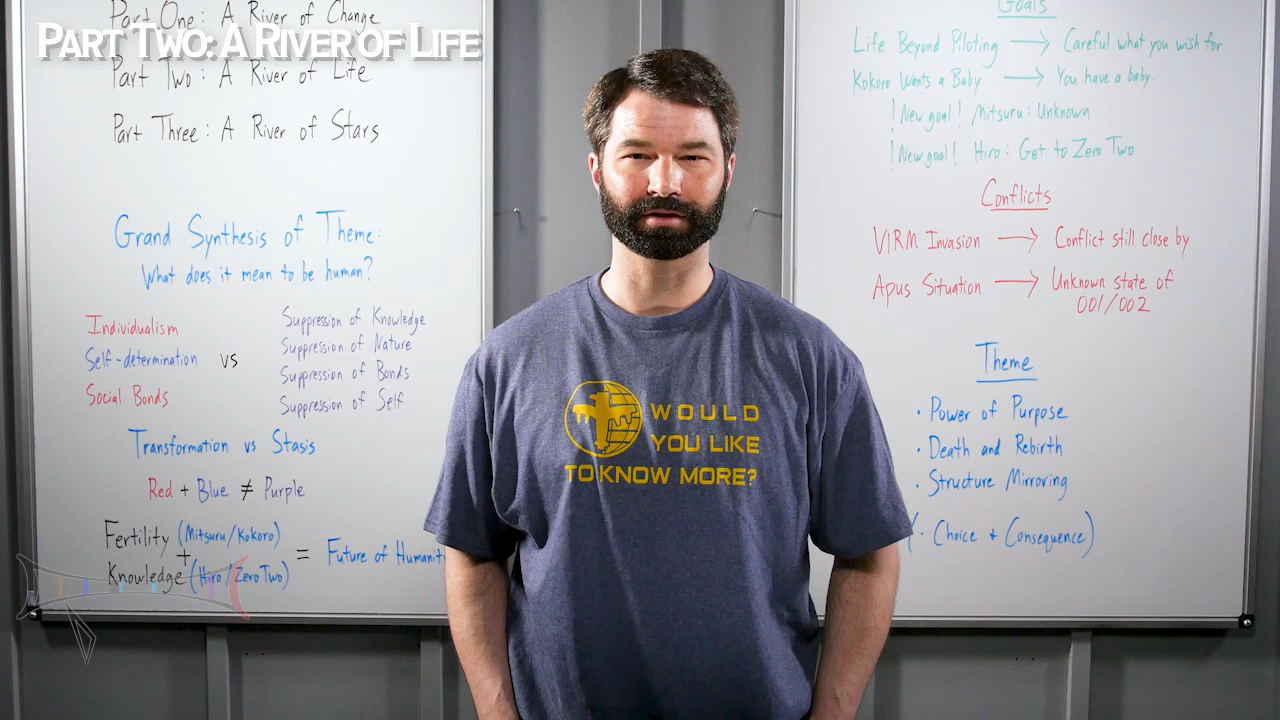 Part One: A River of Change
Part Two: A River of Life
Part Two: A River of Life
Part Three: A River of Stars
Grand Synthesis of Theme:
What does it mean to be human?
Individualism
Self-determination
Social Bonds
vs
Suppression of Knowledge
Suppression of Nature
Suppression of Bonds
Suppression of Self
Transformation vs Stasis
Red + Blue ≠ Purple
Fertility (Mitsuru/Kokoro)
+
Knowledge (Hiro/Zero Two)
= Future of Humanit
WOULD
YOU LIKE
TO KNOW MORE?
Goals
Life Beyond Piloting → Careful what you wish for
Kokoro Wants a Baby → You have a baby.
! New goal! Mitsuru: Unknown
! New goal! Hiro: Get to Zero Two
Conflicts
VIRM Invasion → Conflict still close by
Apus Situation → Unknown state of
001/002
Theme
• Power of Purpose
• Death and Rebirth
• Structure Mirroring
(• Choice + Consequence)